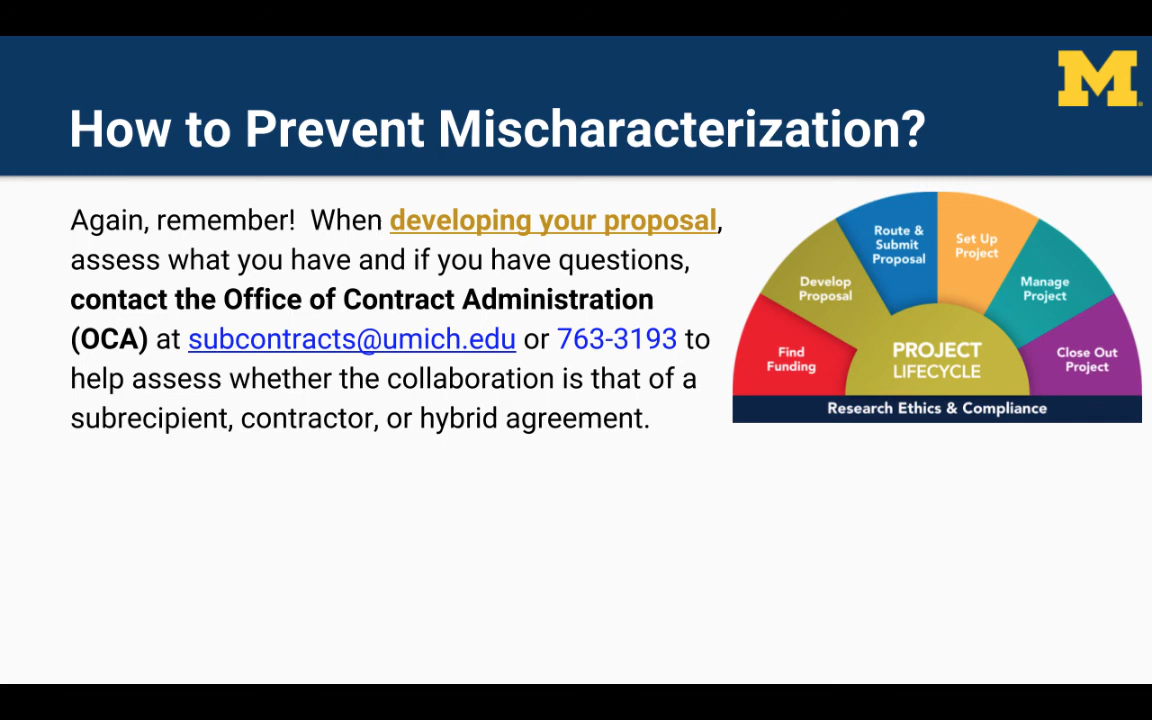 M
How to Prevent Mischaracterization?
Again, remember!  When developing your proposal,
assess what you have and if you have questions,
contact the Office of Contract Administration
(OCA) at subcontracts@umich.edu or 763-3193 to
help assess whether the collaboration is that of a
subrecipient, contractor, or hybrid agreement.
Find
Funding
Develop
Proposal
Route &
Submit
Proposal
Set Up
Project
Manage
Project
Close Out
Project
PROJECT
LIFECYCLE
Research Ethics & Compliance